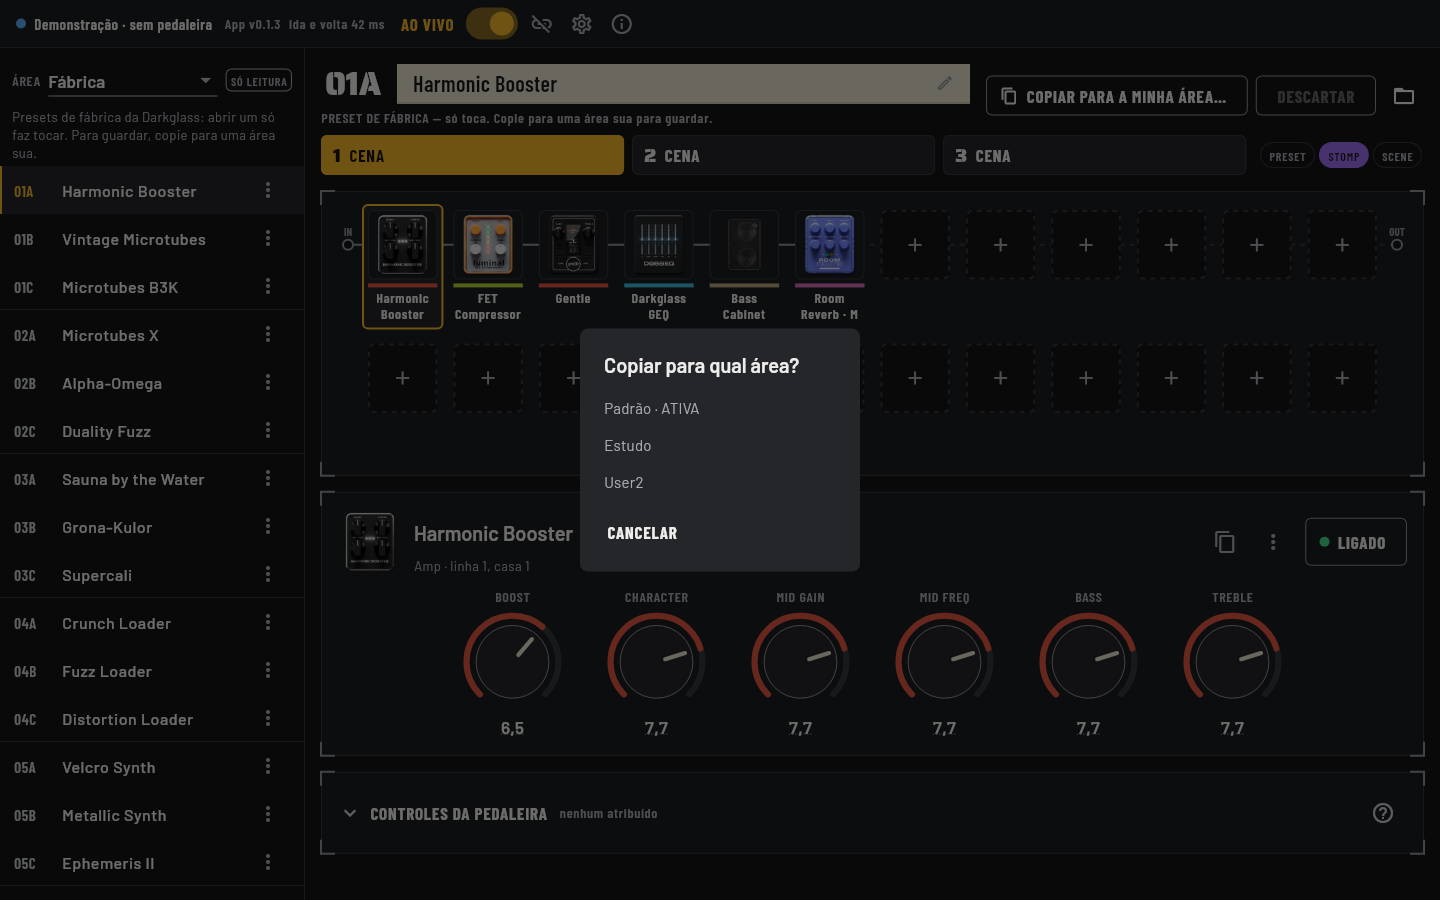 Demonstração · sem pedaleira App v0.1.3 Ida e volta 42 ms AO VIVO
ÁREA Fábrica SÓ LEITURA
Presets de fábrica da Darkglass: abrir um só
faz tocar. Para guardar, copie para uma área
sua.
01A Harmonic Booster
01B Vintage Microtubes
01C Microtubes B3K
02A Microtubes X
02B Alpha-Omega
02C Duality Fuzz
03A Sauna by the Water
03B Grona-Kulor
03C Supercali
04A Crunch Loader
04B Fuzz Loader
04C Distortion Loader
05A Velcro Synth
05B Metallic Synth
05C Ephemeris II
01A Harmonic Booster COPIAR PARA A MINHA ÁREA... DESCARTAR
PRESET DE FÁBRICA — só toca. Copie para uma área sua para guardar.
1 CENA 2 CENA 3 CENA PRESET STOMP SCENE
IN OUT
Harmonic
Booster
FET
Compressor
Gentle
Darkglass
GEQ
Bass
Cabinet
Room
Reverb · M
Copiar para qual área?
Padrão · ATIVA
Estudo
User2
CANCELAR
Harmonic Booster
Amp · linha 1, casa 1
LIGADO
BOOST CHARACTER MID GAIN MID FREQ BASS TREBLE
6,5 7,7 7,7 7,7 7,7 7,7
CONTROLES DA PEDALEIRA nenhum atribuído